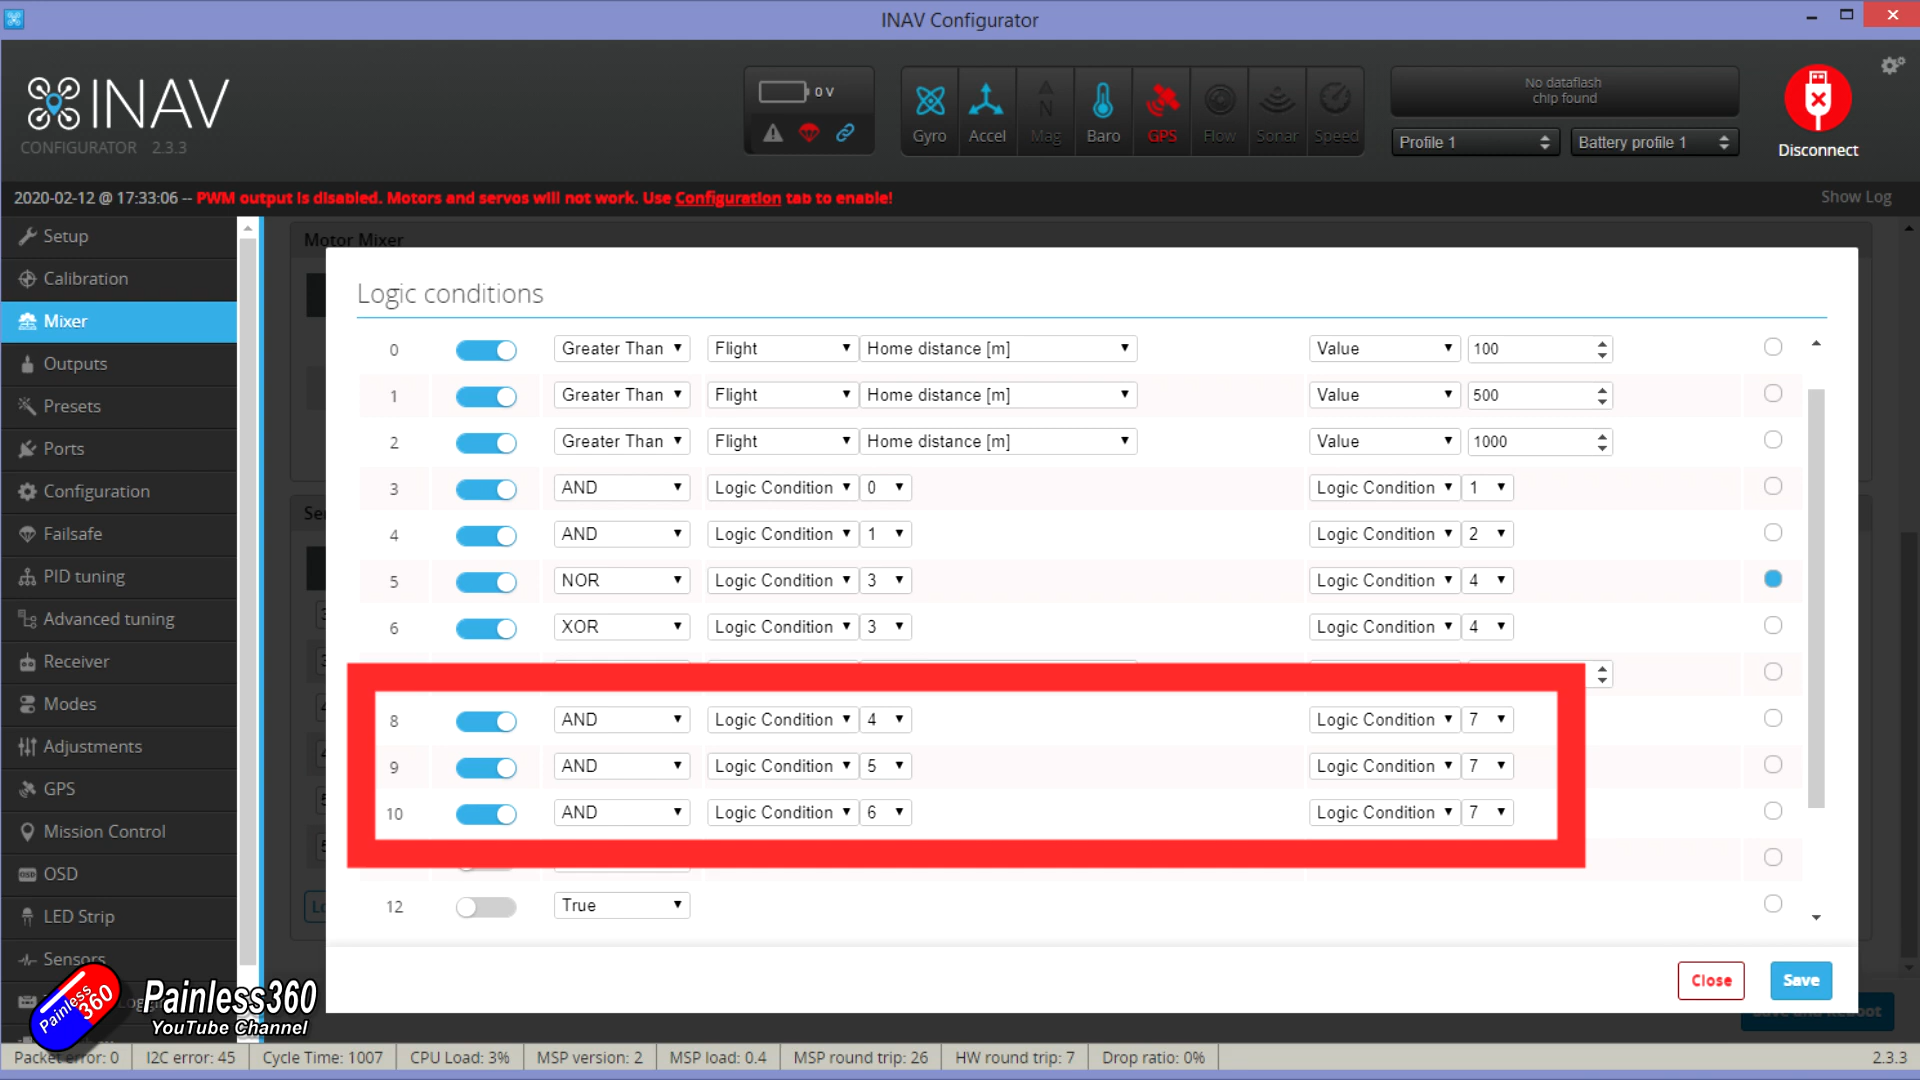 INAV Configurator
INAV
CONFIGURATOR 2.3.3
0 V
Gyro
Accel
Mag
Baro
GPS
Flow
Sonar
Speed
No dataflash
chip found
Profile 1
Battery profile 1
Disconnect
2020-02-12 @ 17:33:06 -- PWM output is disabled. Motors and servos will not work. Use Configuration tab to enable!
Show Log
Setup
Calibration
Mixer
Outputs
Presets
Ports
Configuration
Failsafe
PID tuning
Advanced tuning
Receiver
Modes
Adjustments
GPS
Mission Control
OSD
LED Strip
Sensors
Motor Mixer
Logic conditions
0 Greater Than Flight Home distance [m] Value 100
1 Greater Than Flight Home distance [m] Value 500
2 Greater Than Flight Home distance [m] Value 1000
3 AND Logic Condition 0 Logic Condition 1
4 AND Logic Condition 1 Logic Condition 2
5 NOR Logic Condition 3 Logic Condition 4
6 XOR Logic Condition 3 Logic Condition 4
8 AND Logic Condition 4 Logic Condition 7
9 AND Logic Condition 5 Logic Condition 7
10 AND Logic Condition 6 Logic Condition 7
12 True
Close
Save
Painless 360
Painless360
YouTube Channel
Packet error: 0
I2C error: 45
Cycle Time: 1007
CPU Load: 3%
MSP version: 2
MSP load: 0.4
MSP round trip: 26
HW round trip: 7
Drop ratio: 0%
2.3.3